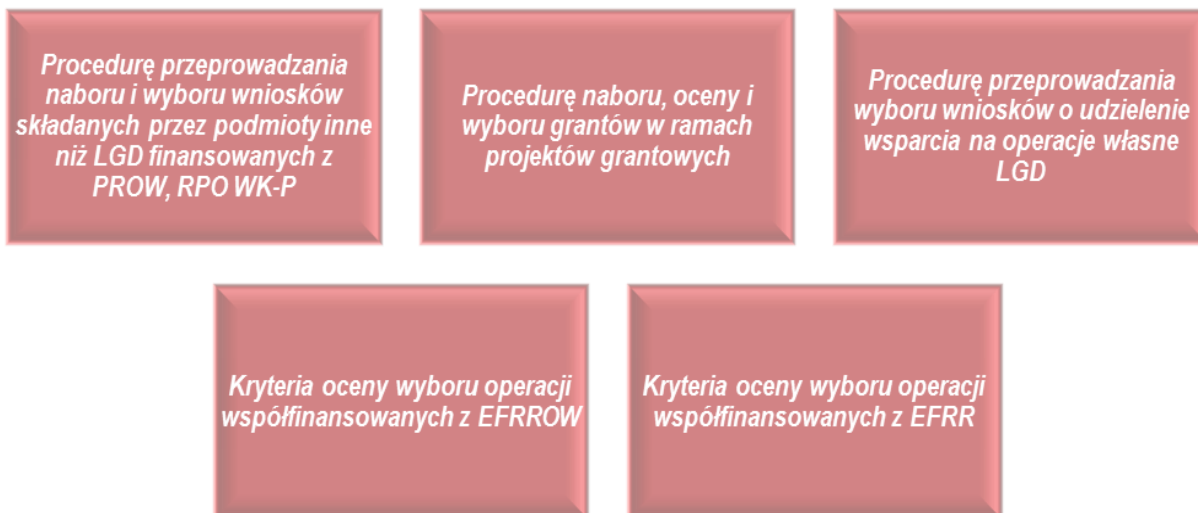 Procedurę przeprowadzania
naboru i wyboru wniosków
składanych przez podmioty inne
niż LGD finansowanych z
PROW, RPO WK-P
Procedurę naboru, oceny i
wyboru grantów w ramach
projektów grantowych
Procedurę przeprowadzania
wyboru wniosków o udzielenie
wsparcia na operacje własne
LGD
Kryteria oceny wyboru operacji
współfinansowanych z EFRROW
Kryteria oceny wyboru operacji
współfinansowanych z EFRR